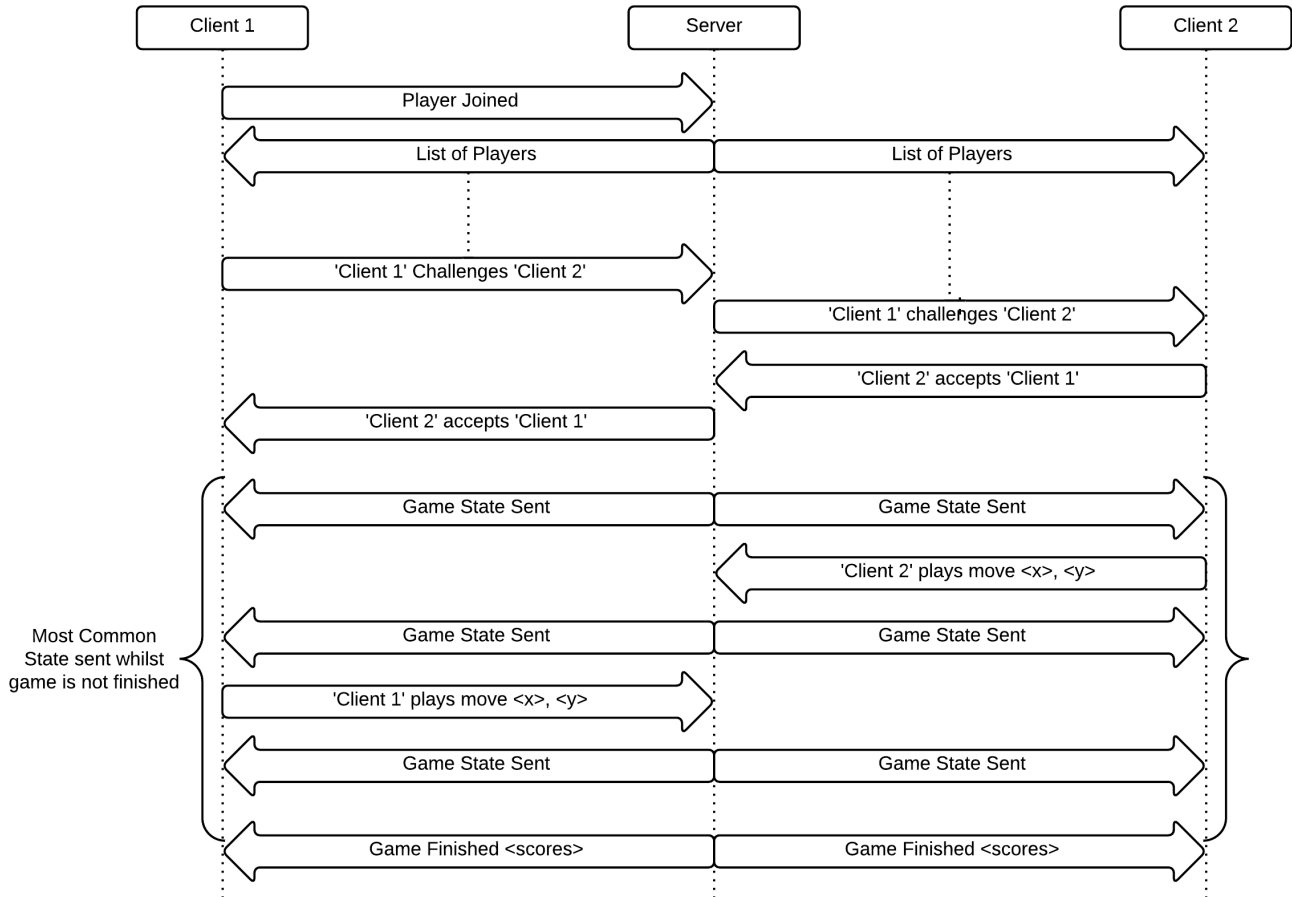 Client 1
Server
Client 2
Player Joined
List of Players
List of Players
'Client 1' Challenges 'Client 2'
'Client 1' challenges 'Client 2'
'Client 2' accepts 'Client 1'
'Client 2' accepts 'Client 1'
Game State Sent
Game State Sent
'Client 2' plays move <x>, <y>
Game State Sent
Game State Sent
Most Common
State sent whilst
game is not finished
'Client 1' plays move <x>, <y>
Game State Sent
Game State Sent
Game Finished <scores>
Game Finished <scores>